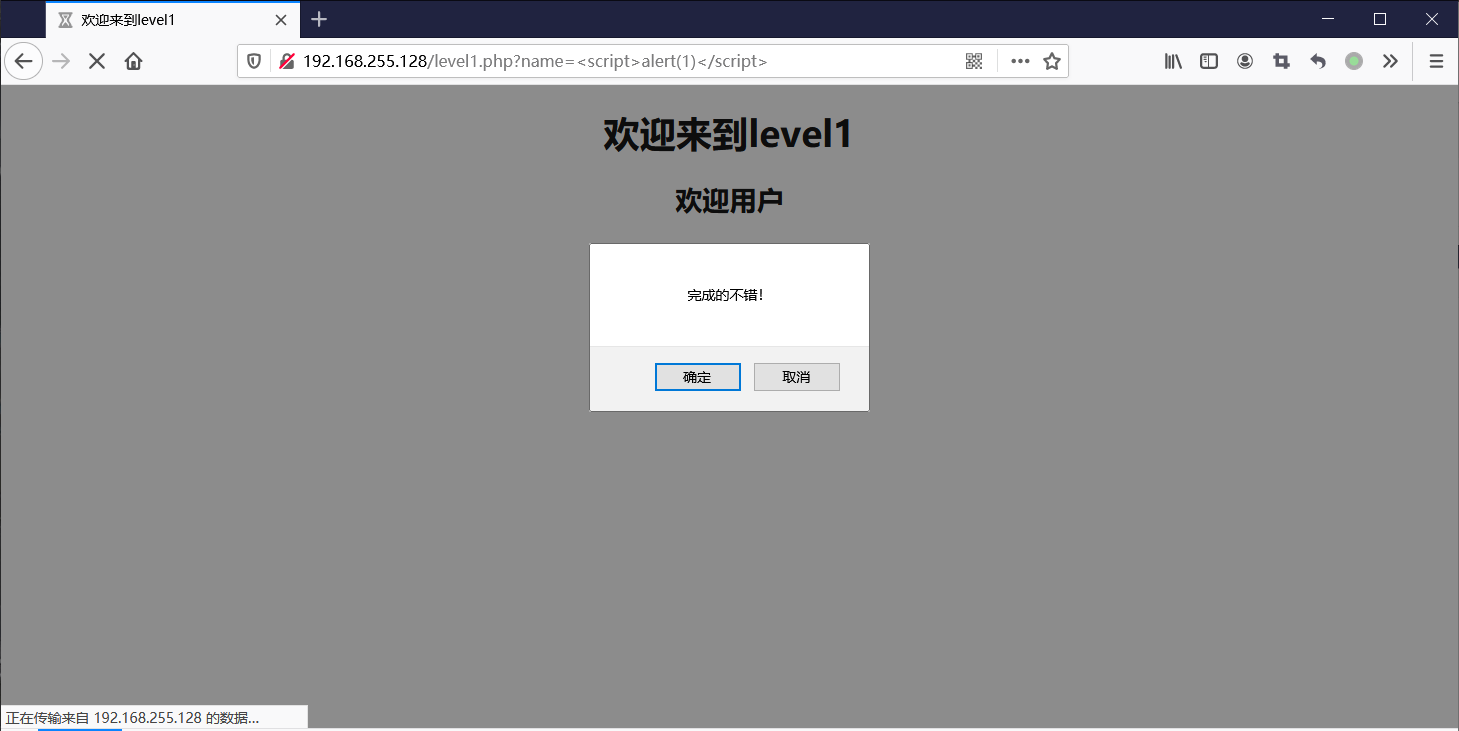 欢迎来到level1
192.168.255.128/level1.php?name=<script>alert(1)</script>
欢迎来到level1
欢迎用户
完成的不错!
确定
取消
正在传输来自 192.168.255.128 的数据...